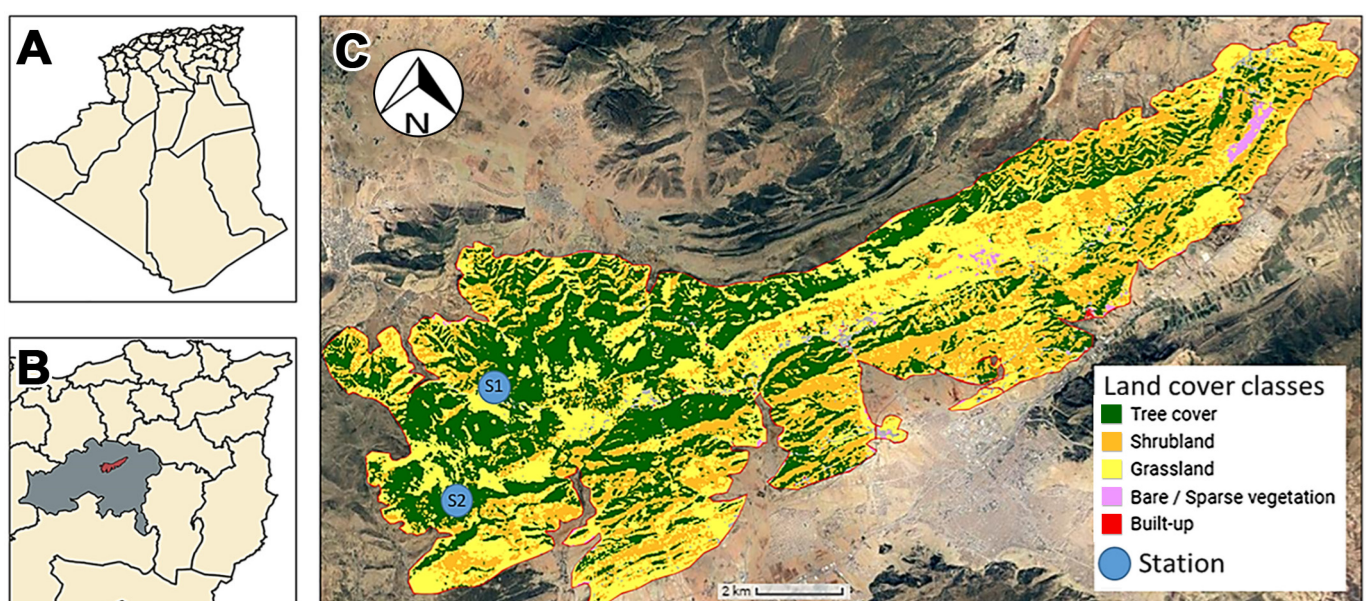 A
B
C
N
S1
S2
Land cover classes
Tree cover
Shrubland
Grassland
Bare / Sparse vegetation
Built-up
Station
2 km